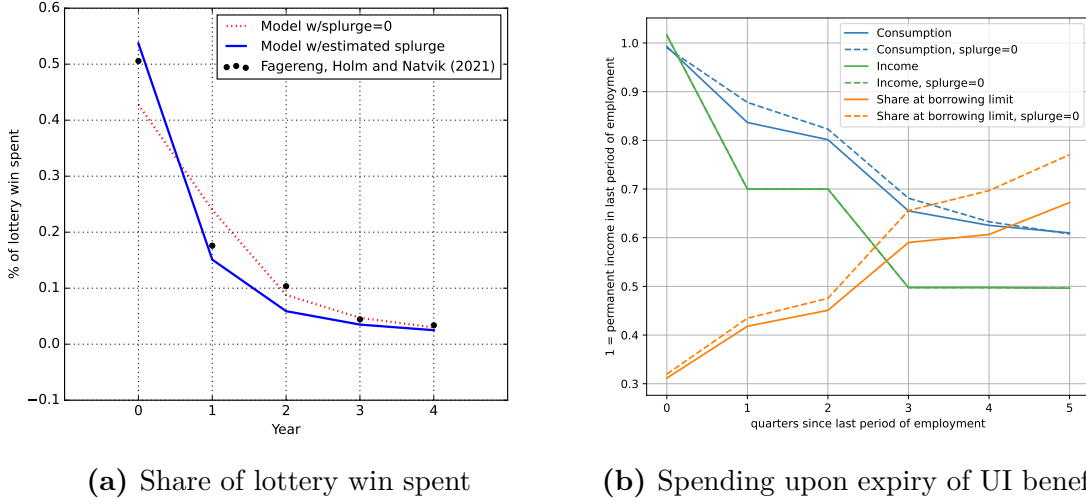 0.6
0.5
0.4
0.3
0.2
0.1
0.0
−0.1
% of lottery win spent
0
1
2
3
4
Year
Model w/splurge=0
Model w/estimated splurge
Fagereng, Holm and Natvik (2021)
(a) Share of lottery win spent
1.0
0.9
0.8
0.7
0.6
0.5
0.4
0.3
1 = permanent income in last period of employment
0
1
2
3
4
5
quarters since last period of employment
Consumption
Consumption, splurge=0
Income
Income, splurge=0
Share at borrowing limit
Share at borrowing limit, splurge=0
(b) Spending upon expiry of UI benef